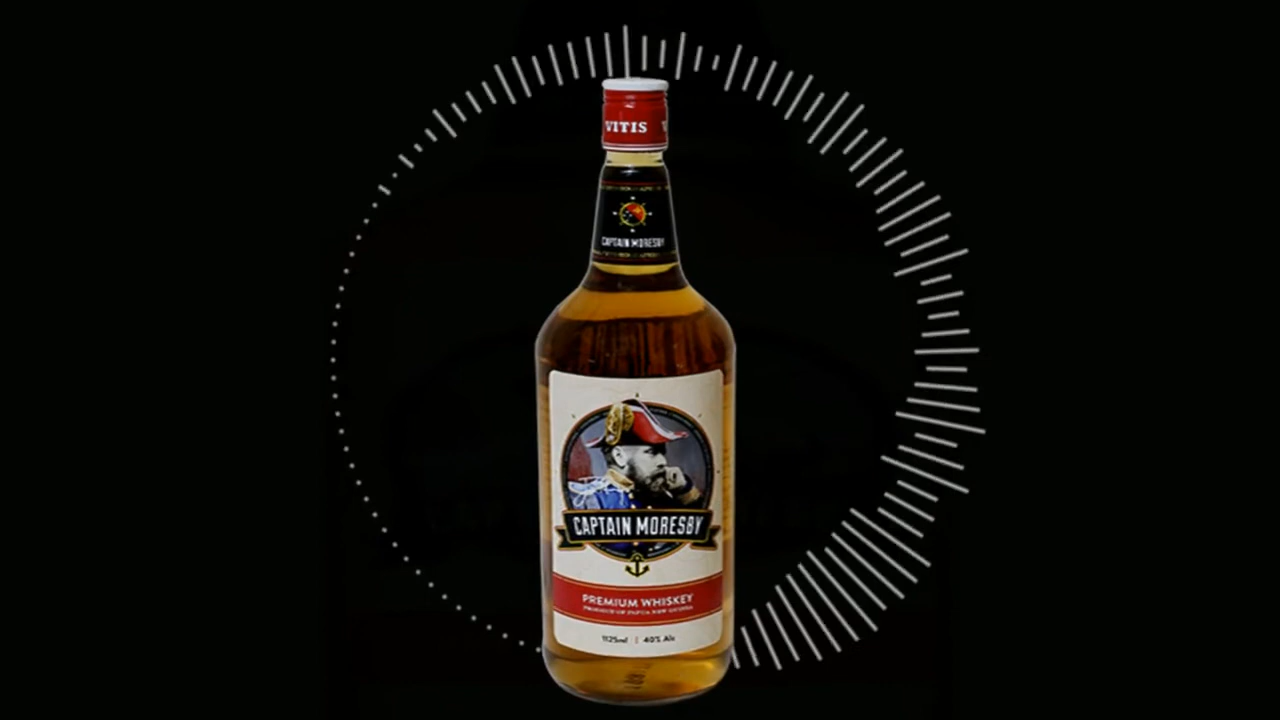 VITIS
CAPTAIN MORESBY
CAPTAIN MORESBY
PREMIUM WHISKEY
PRODUCE OF PAPUA NEW GUINEA
1125ml | 40% Alc